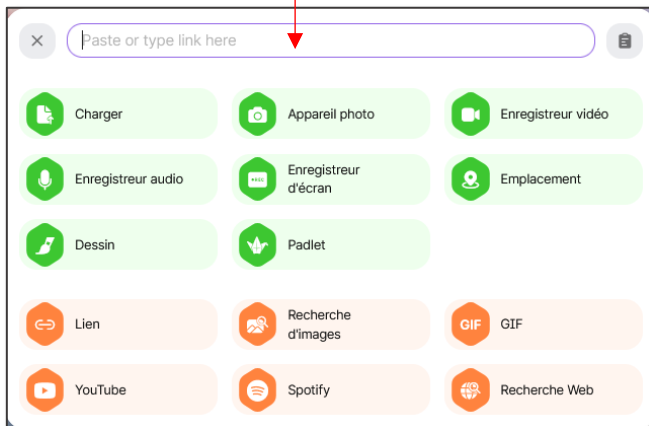 Paste or type link here
Charger
Appareil photo
Enregistreur vidéo
Enregistreur audio
Enregistreur
d'écran
Emplacement
Dessin
Padlet
Lien
Recherche
d'images
GIF
GIF
YouTube
Spotify
Recherche Web